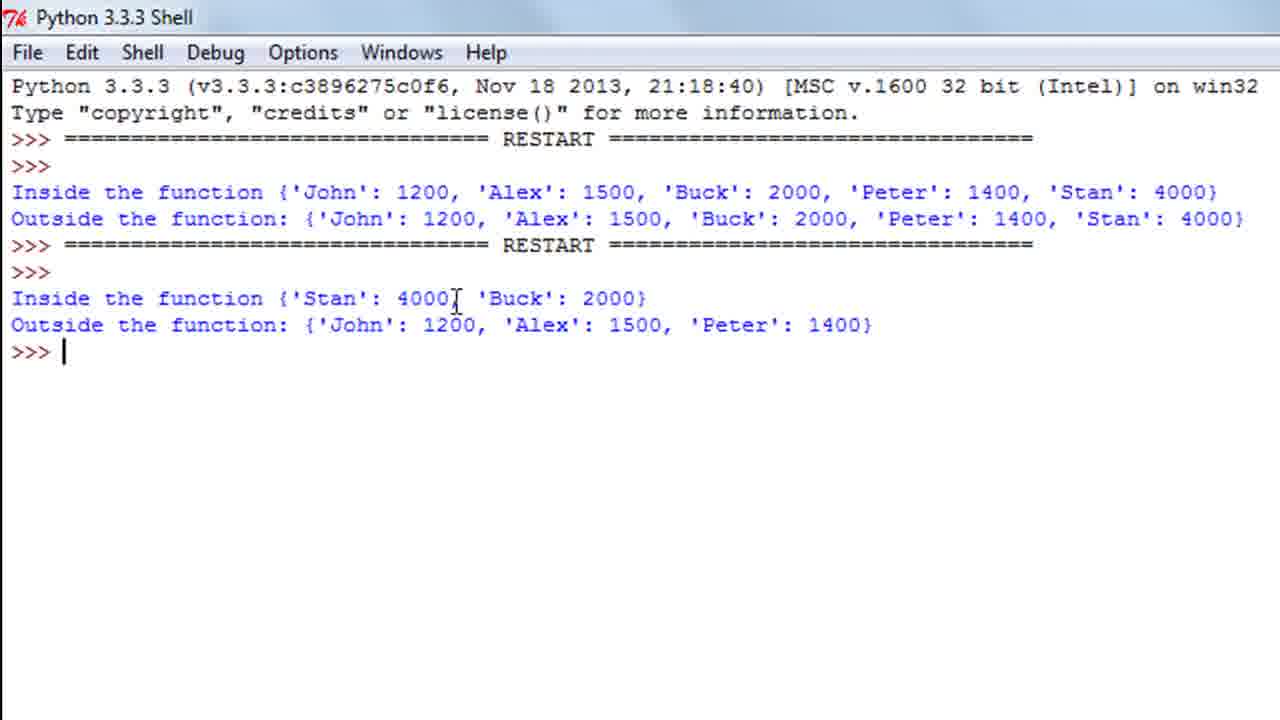 Python 3.3.3 Shell
File Edit Shell Debug Options Windows Help
Python 3.3.3 (v3.3.3:c3896275c0f6, Nov 18 2013, 21:18:40) [MSC v.1600 32 bit (Intel)] on win32
Type "copyright", "credits" or "license()" for more information.
>>> ================================ RESTART ================================
>>>
Inside the function {'John': 1200, 'Alex': 1500, 'Buck': 2000, 'Peter': 1400, 'Stan': 4000}
Outside the function: {'John': 1200, 'Alex': 1500, 'Buck': 2000, 'Peter': 1400, 'Stan': 4000}
>>> ================================ RESTART ================================
>>>
Inside the function {'Stan': 4000, 'Buck': 2000}
Outside the function: {'John': 1200, 'Alex': 1500, 'Peter': 1400}
>>>